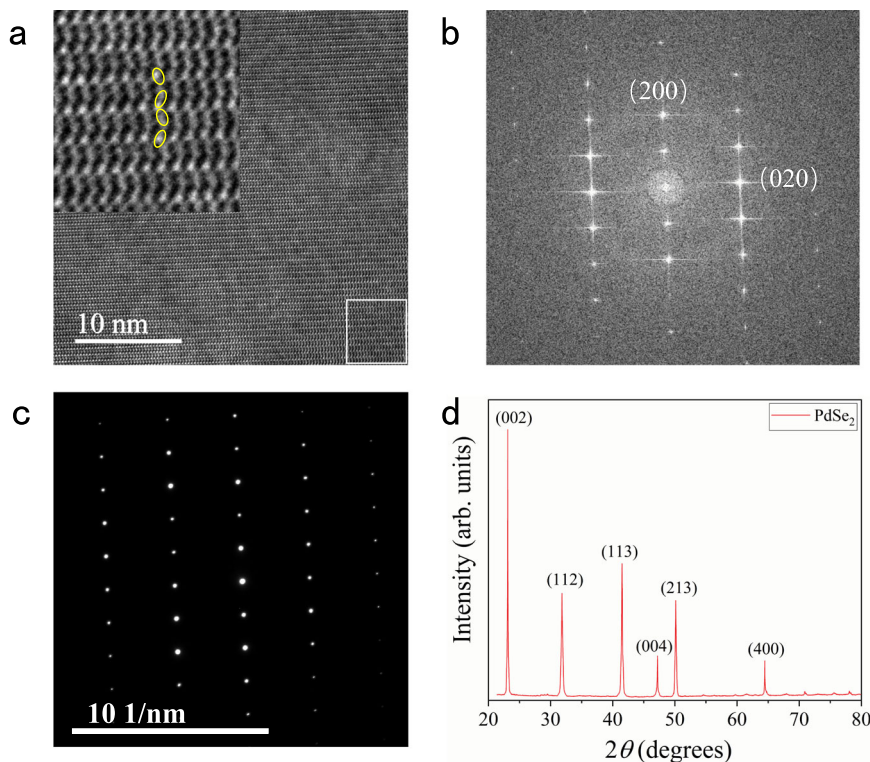 a
10 nm
b
(200)
(020)
c
10 1/nm
d
PdSe₂
(002)
(112)
(113)
(004)
(213)
(400)
Intensity (arb. units)
20 30 40 50 60 70 80
2θ (degrees)